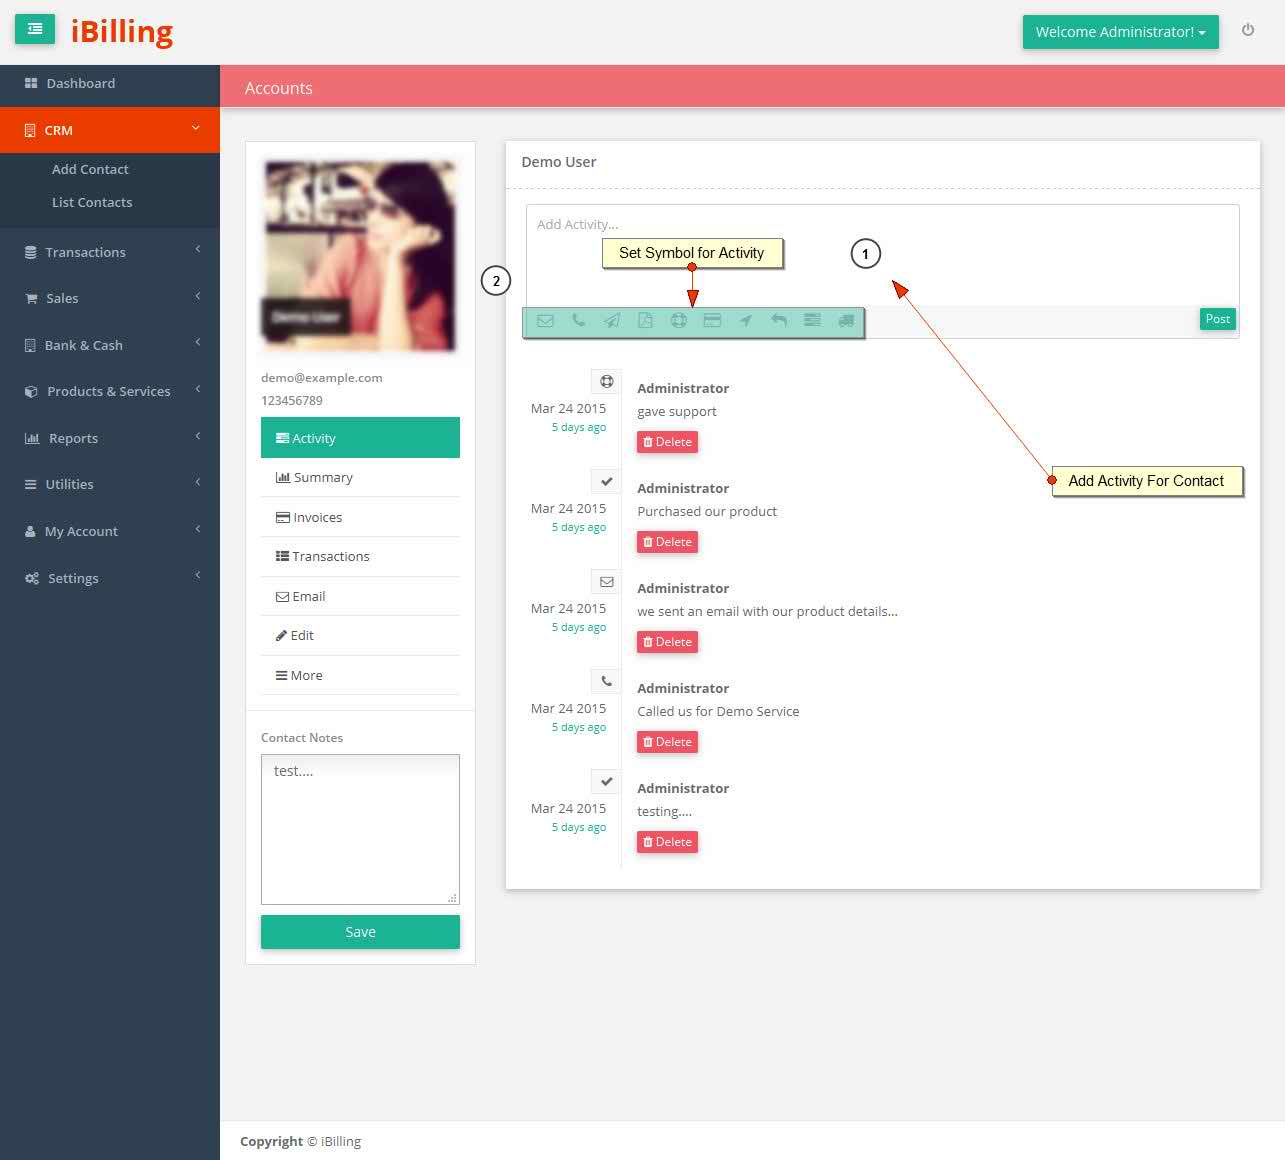 iBilling
Welcome Administrator!
Dashboard
CRM
Add Contact
List Contacts
Transactions
Sales
Bank & Cash
Products & Services
Reports
Utilities
My Account
Settings
Accounts
Demo User
demo@example.com
123456789
Activity
Summary
Invoices
Transactions
Email
Edit
More
Contact Notes
test....
Save
Demo User
Add Activity...
Set Symbol for Activity
1
2
Post
Add Activity For Contact
Administrator
Mar 24 2015
gave support
5 days ago
Delete
Administrator
Mar 24 2015
Purchased our product
5 days ago
Delete
Administrator
Mar 24 2015
we sent an email with our product details...
5 days ago
Delete
Administrator
Mar 24 2015
Called us for Demo Service
5 days ago
Delete
Administrator
Mar 24 2015
testing....
5 days ago
Delete
Copyright © iBilling